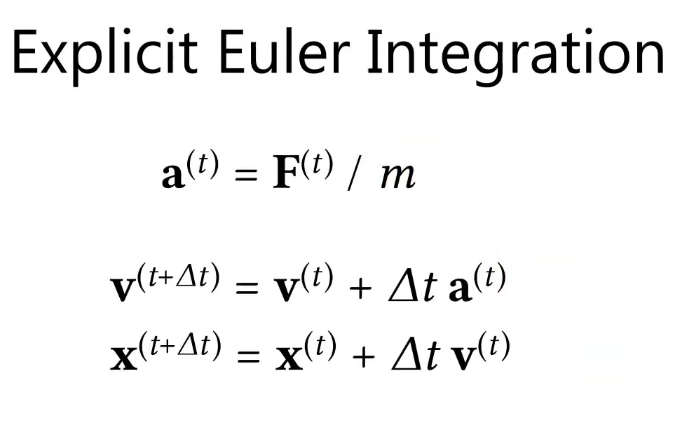 Explicit Euler Integration
a^(t) = F^(t) / m
v^(t+Δt) = v^(t) + Δt a^(t)
x^(t+Δt) = x^(t) + Δt v^(t)